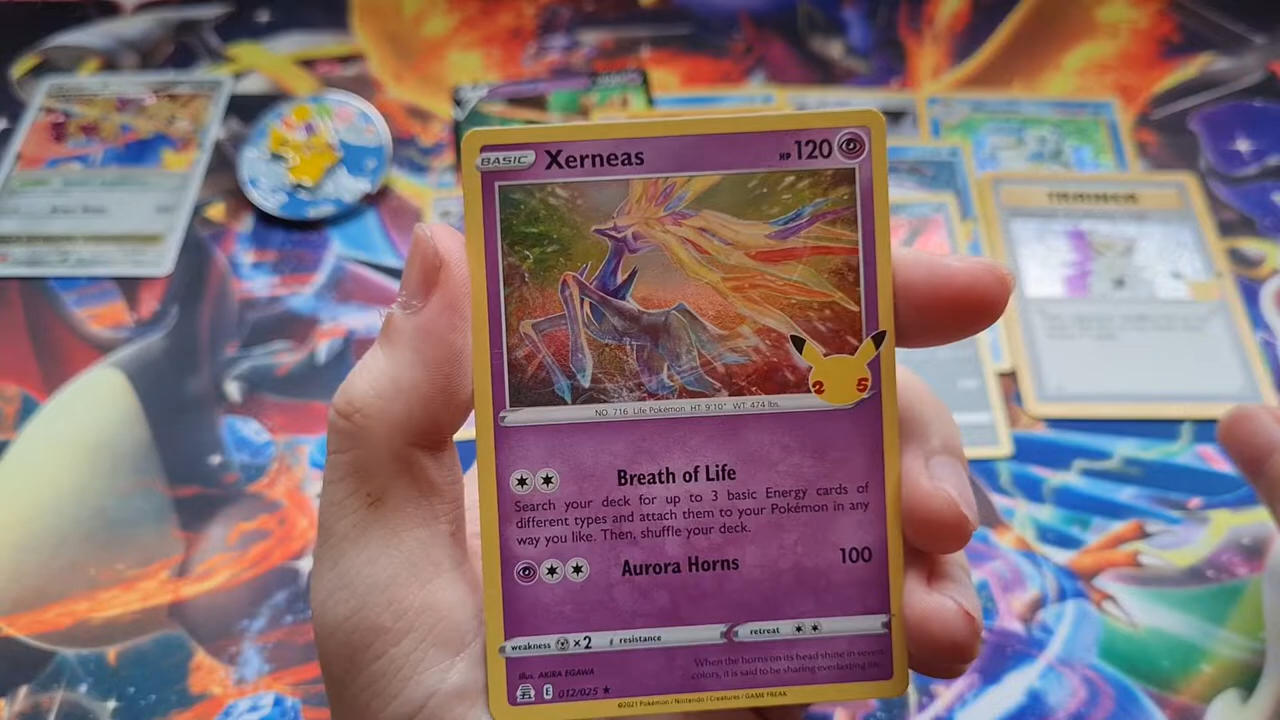 BASIC Xerneas HP 120
25
NO. 716 Life Pokémon HT: 9'10" WT: 474 lbs.
Breath of Life
Search your deck for up to 3 basic Energy cards of
different types and attach them to your Pokémon in any
way you like. Then, shuffle your deck.
Aurora Horns 100
weakness ×2 resistance retreat
When the horns on its head shine in seven
colors, it is said to be sharing everlasting life.
Illus. AKIRA EGAWA
E 012/025 ★
©2021 Pokémon / Nintendo / Creatures / GAME FREAK
TRAINER